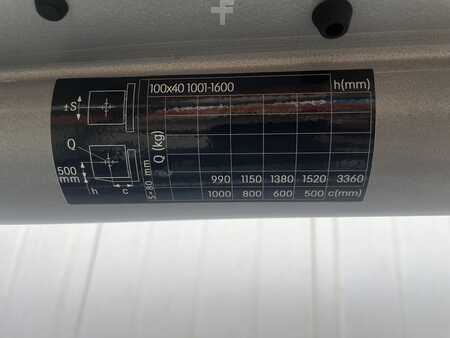 100x40 1001-1600 h(mm)
±S
Q
500
mm
h c
S=80 mm
Q (kg)
990 1150 1380 1520 3360
1000 800 600 500 c(mm)